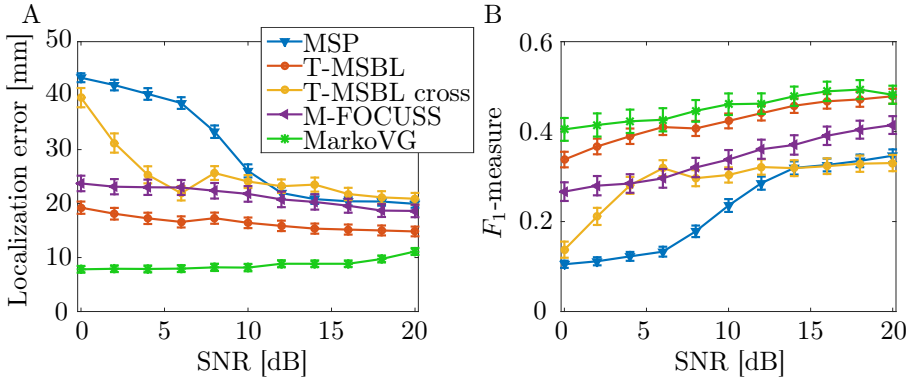 A
Localization error [mm]
50
40
30
20
10
0
0
5
10
15
20
SNR [dB]
MSP
T-MSBL
T-MSBL cross
M-FOCUSS
MarkoVG
B
F1-measure
0.6
0.4
0.2
0
0
5
10
15
20
SNR [dB]